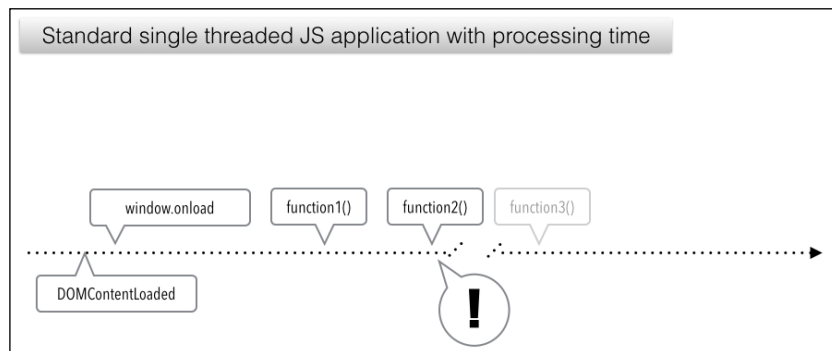 Standard single threaded JS application with processing time
window.onload
function1()
function2()
function3()
DOMContentLoaded
!